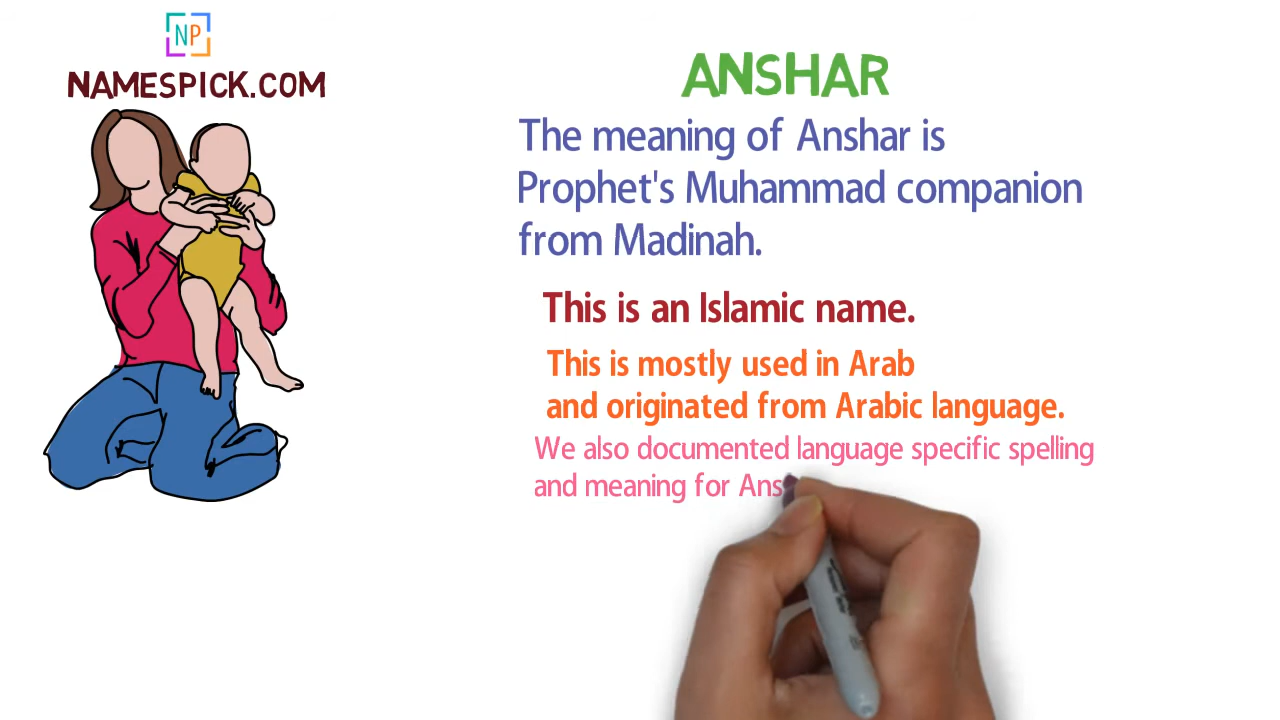 NP
NAMESPICK.COM
ANSHAR
The meaning of Anshar is
Prophet's Muhammad companion
from Madinah.
This is an Islamic name.
This is mostly used in Arab
and originated from Arabic language.
We also documented language specific spelling
and meaning for Ans